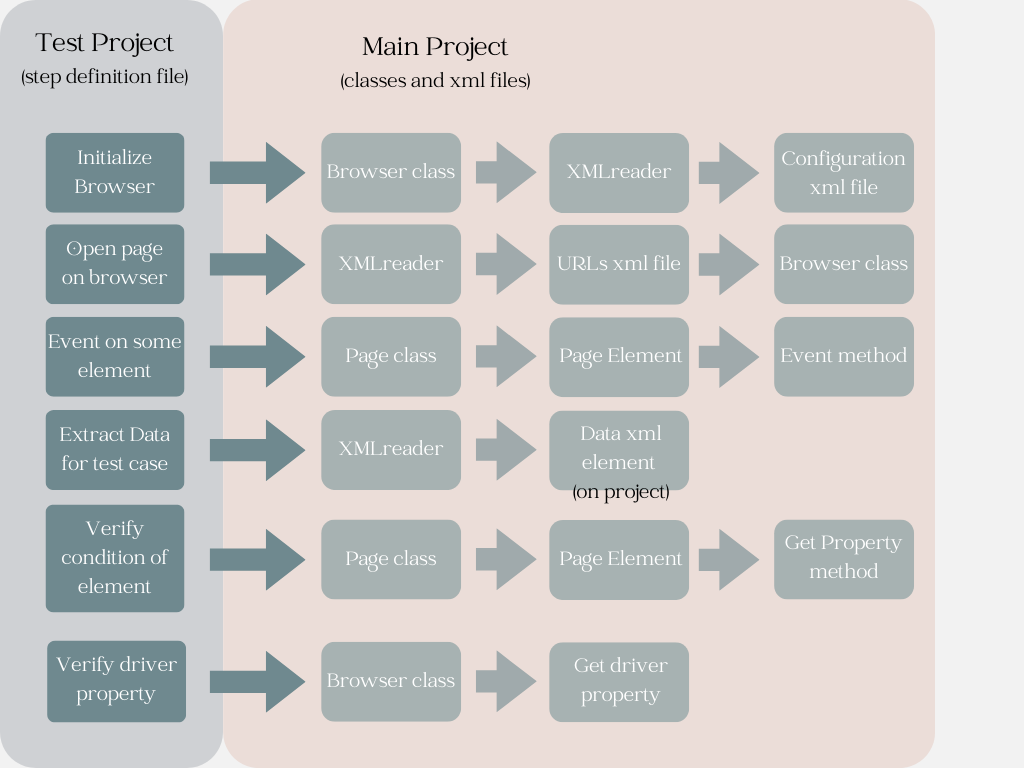 Test Project
(step definition file)
Main Project
(classes and xml files)
Initialize
Browser
Browser class
XMLreader
Configuration
xml file
Open page
on browser
XMLreader
URLs xml file
Browser class
Event on some
element
Page class
Page Element
Event method
Extract Data
for test case
XMLreader
Data xml
element
(on project)
Verify
condition of
element
Page class
Page Element
Get Property
method
Verify driver
property
Browser class
Get driver
property